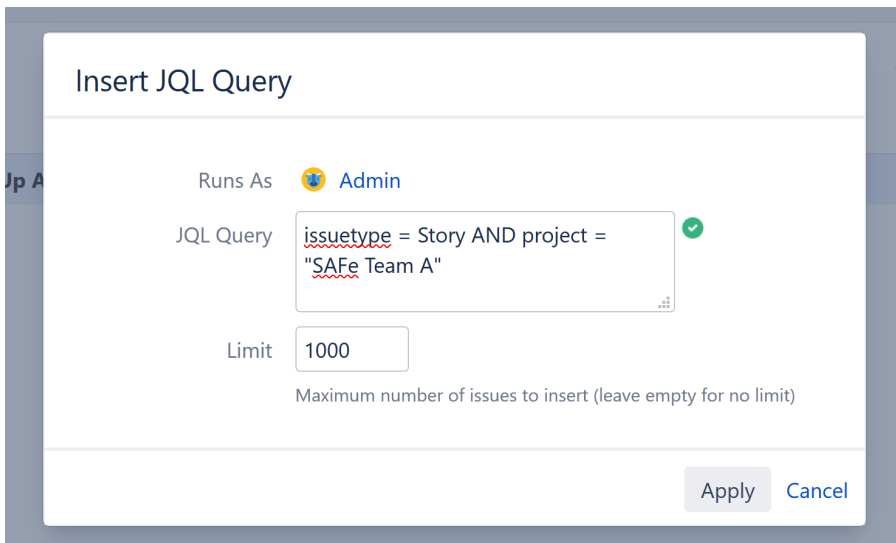 Insert JQL Query
Up A
Runs As Admin
JQL Query issuetype = Story AND project =
"SAFe Team A"
Limit 1000
Maximum number of issues to insert (leave empty for no limit)
Apply Cancel